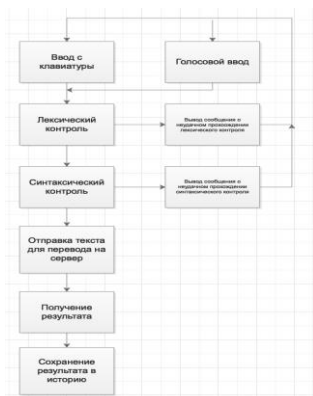 Ввод с
клавиатуры
Голосовой ввод
Лексический
контроль
Вывод сообщения о
неудачном прохождении
лексического контроля
Синтаксический
контроль
Вывод сообщения о
неудачном прохождении
синтаксического контроля
Отправка текста
для перевода на
сервер
Получение
результата
Сохранение
результата в
историю